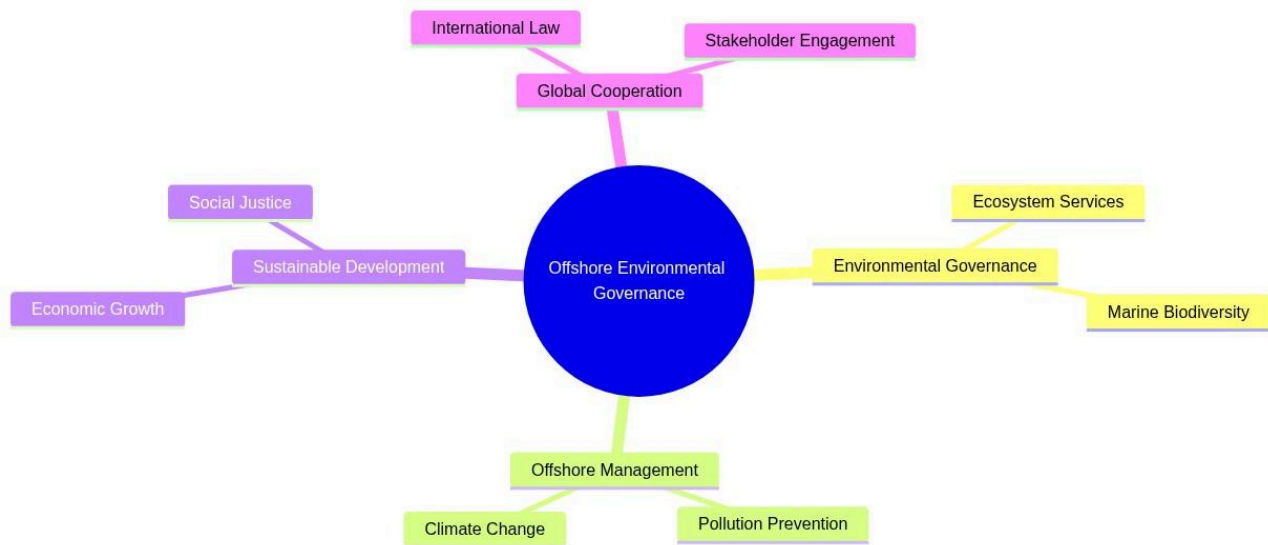 International Law
Stakeholder Engagement
Global Cooperation
Social Justice
Ecosystem Services
Sustainable Development
Offshore Environmental
Governance
Environmental Governance
Economic Growth
Marine Biodiversity
Offshore Management
Climate Change
Pollution Prevention